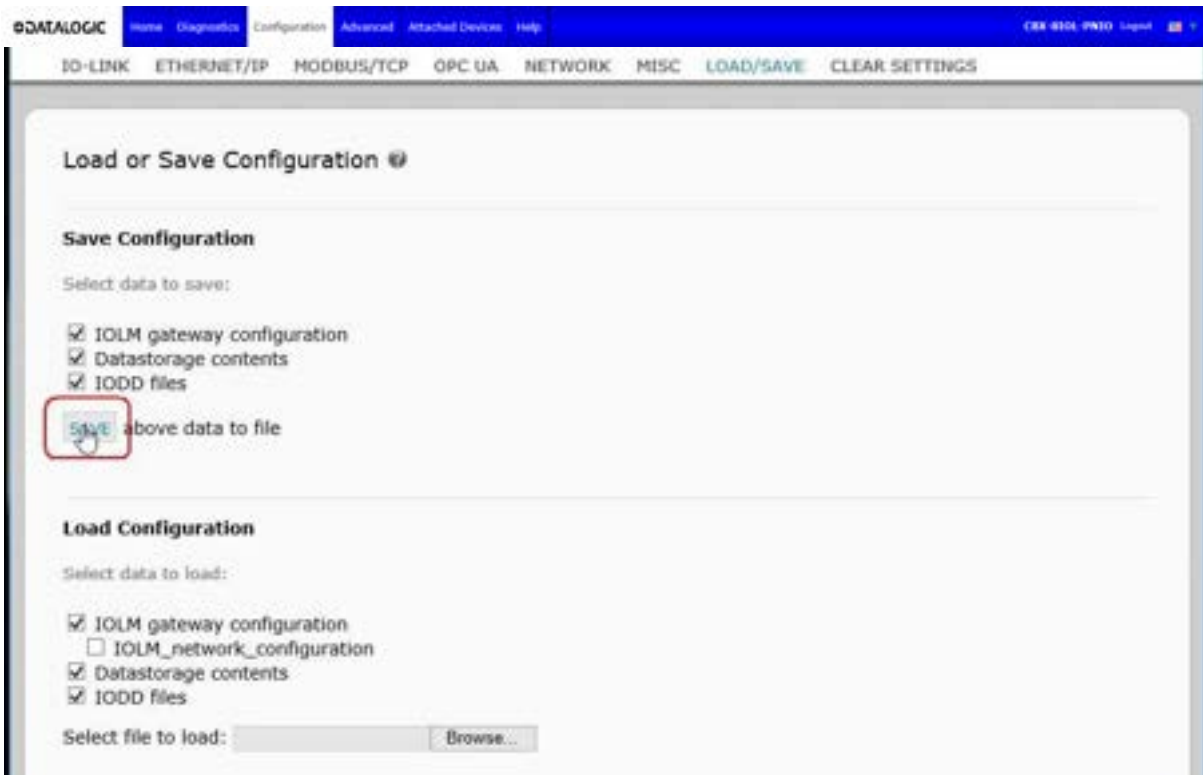 DATALOGIC Home Diagnostics Configuration Advanced Attached Devices Help Logout
IO-LINK ETHERNET/IP MODBUS/TCP OPC UA NETWORK MISC LOAD/SAVE CLEAR SETTINGS
Load or Save Configuration
Save Configuration
Select data to save:
IOLM gateway configuration
Datastorage contents
IODD files
SAVE above data to file
Load Configuration
Select data to load:
IOLM gateway configuration
IOLM_network_configuration
Datastorage contents
IODD files
Select file to load: Browse...